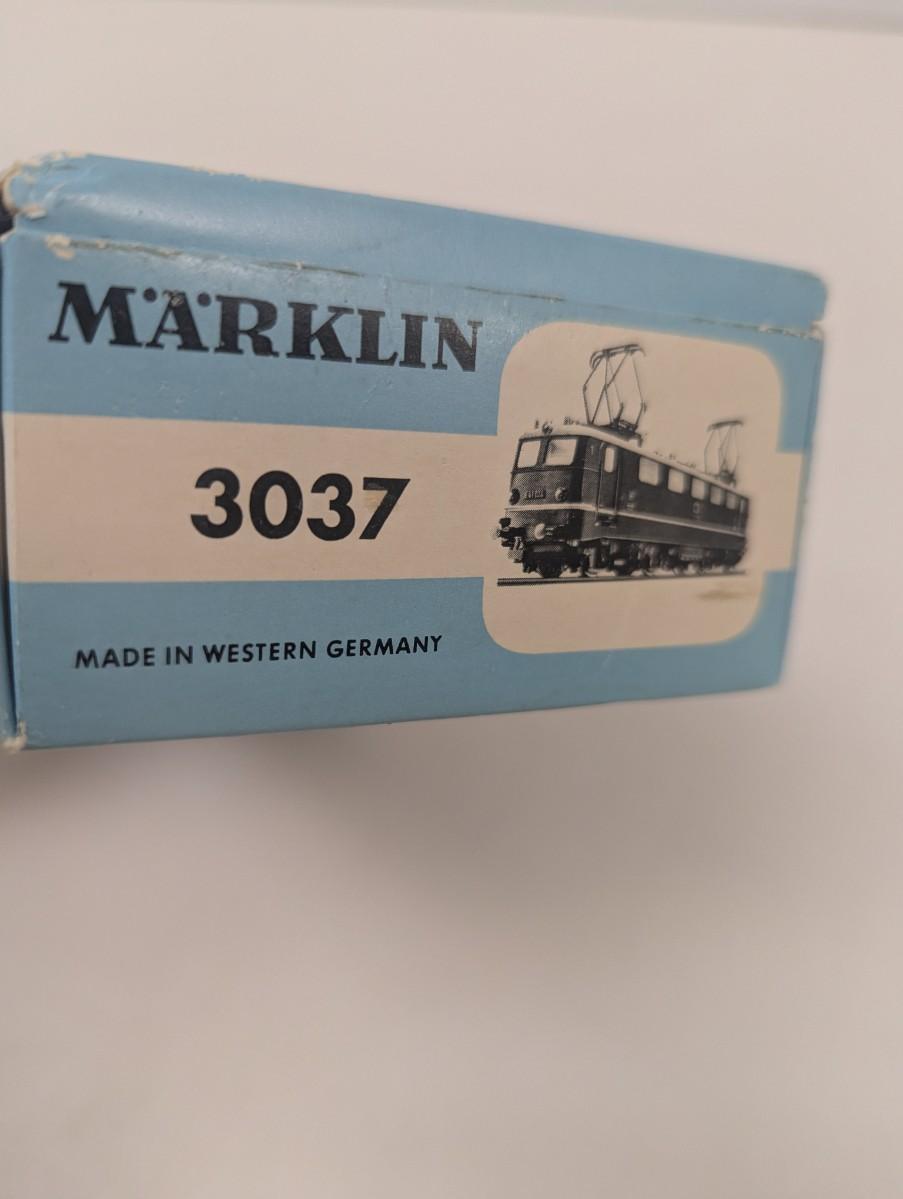 MÄRKLIN
3037
MADE IN WESTERN GERMANY